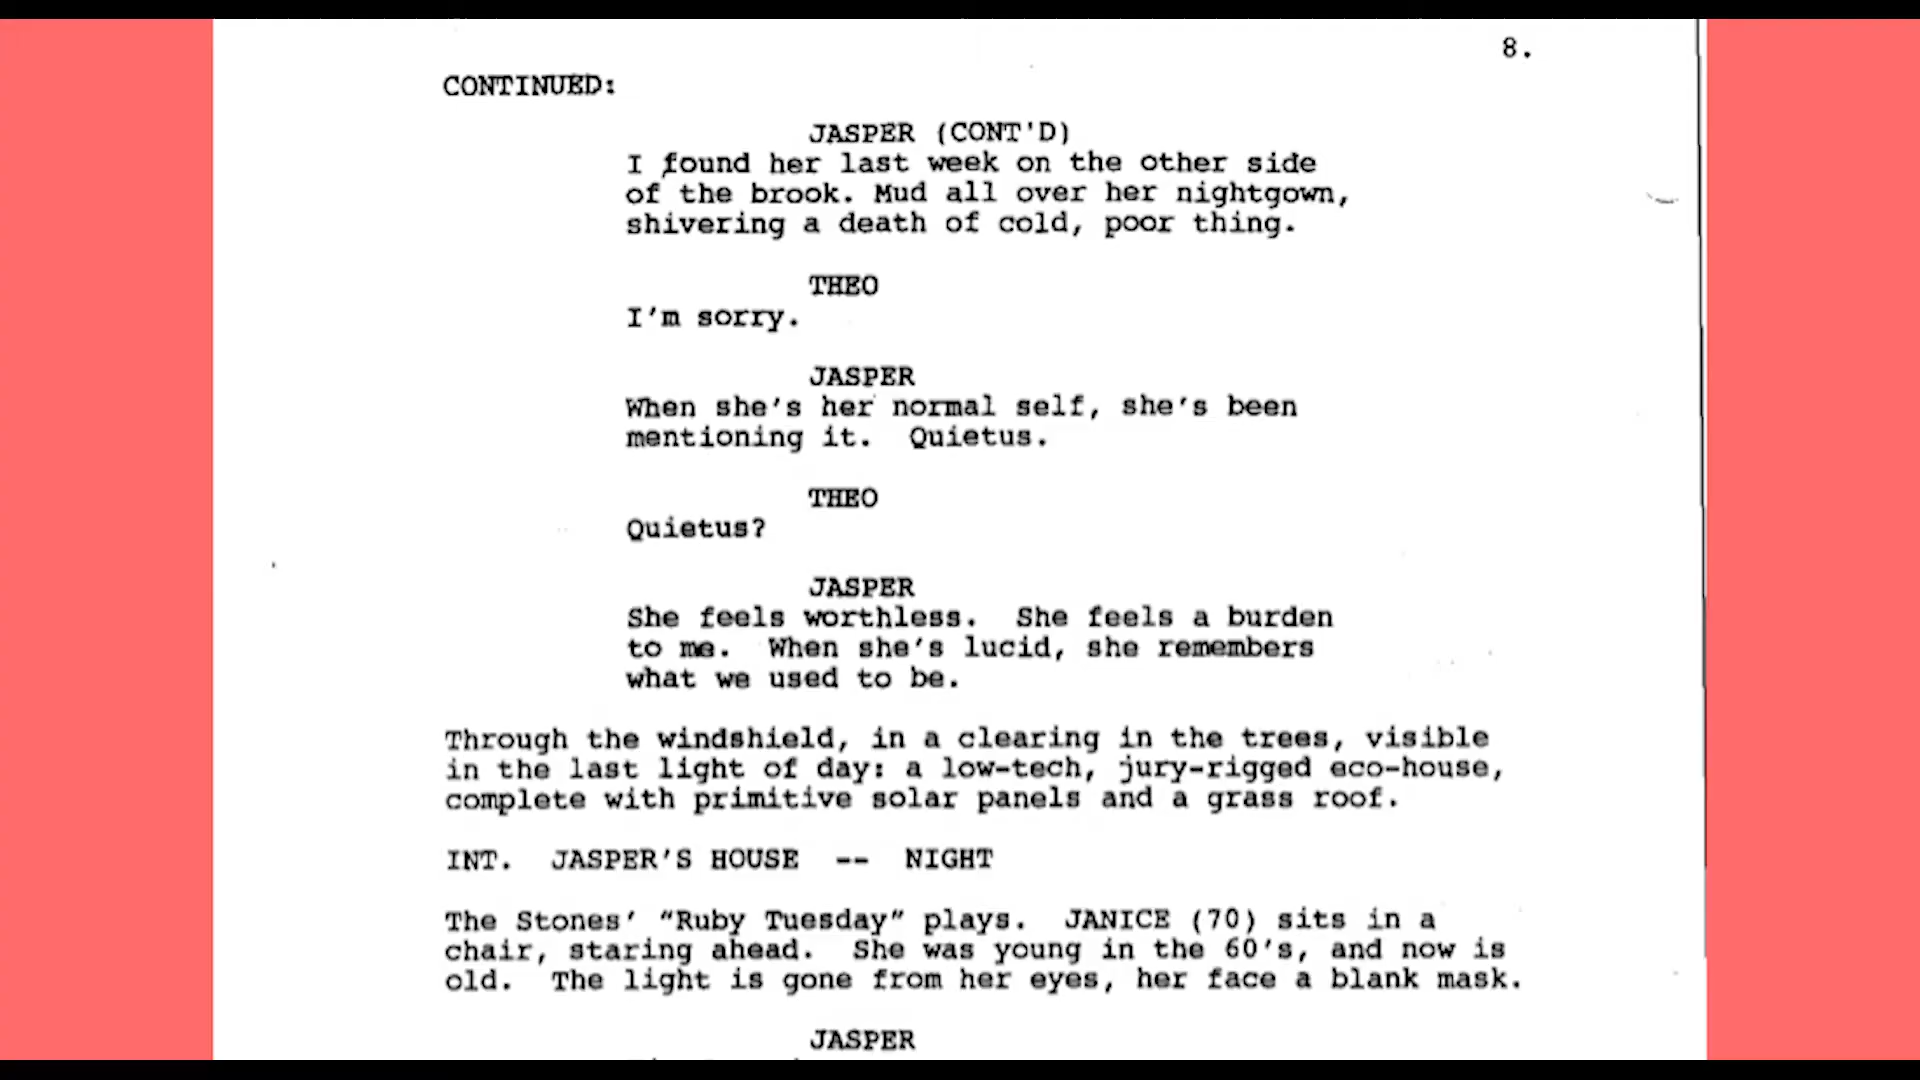 8.
CONTINUED:
JASPER (CONT'D)
I found her last week on the other side
of the brook. Mud all over her nightgown,
shivering a death of cold, poor thing.
THEO
I'm sorry.
JASPER
When she's her normal self, she's been
mentioning it.  Quietus.
THEO
Quietus?
JASPER
She feels worthless.  She feels a burden
to me.  When she's lucid, she remembers
what we used to be.
Through the windshield, in a clearing in the trees, visible
in the last light of day: a low-tech, jury-rigged eco-house,
complete with primitive solar panels and a grass roof.
INT.  JASPER'S HOUSE  --  NIGHT
The Stones' "Ruby Tuesday" plays.  JANICE (70) sits in a
chair, staring ahead.  She was young in the 60's, and now is
old.  The light is gone from her eyes, her face a blank mask.
JASPER